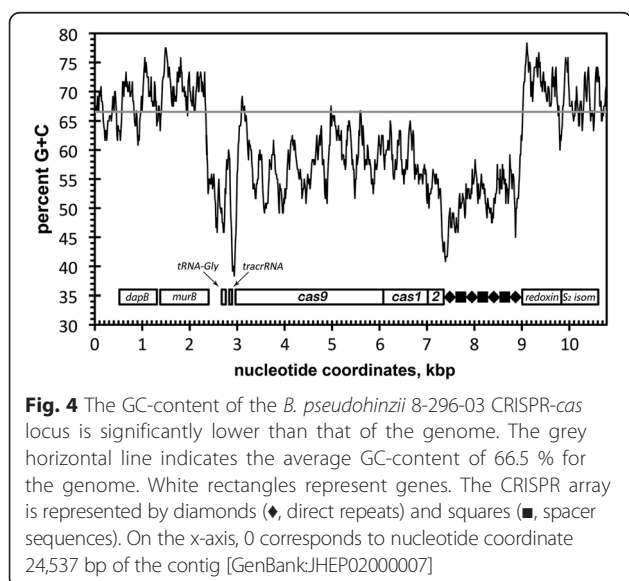 80
75
70
65
60
55
50
45
40
35
30
percent G+C
tRNA-Gly
tracrRNA
dapB
murB
cas9
cas1
2
redoxin
S2 isom
0 1 2 3 4 5 6 7 8 9 10
nucleotide coordinates, kbp
Fig. 4 The GC-content of the B. pseudohinzii 8-296-03 CRISPR-cas
locus is significantly lower than that of the genome. The grey
horizontal line indicates the average GC-content of 66.5 % for
the genome. White rectangles represent genes. The CRISPR array
is represented by diamonds (♦, direct repeats) and squares (■, spacer
sequences). On the x-axis, 0 corresponds to nucleotide coordinate
24,537 bp of the contig [GenBank:JHEP02000007]